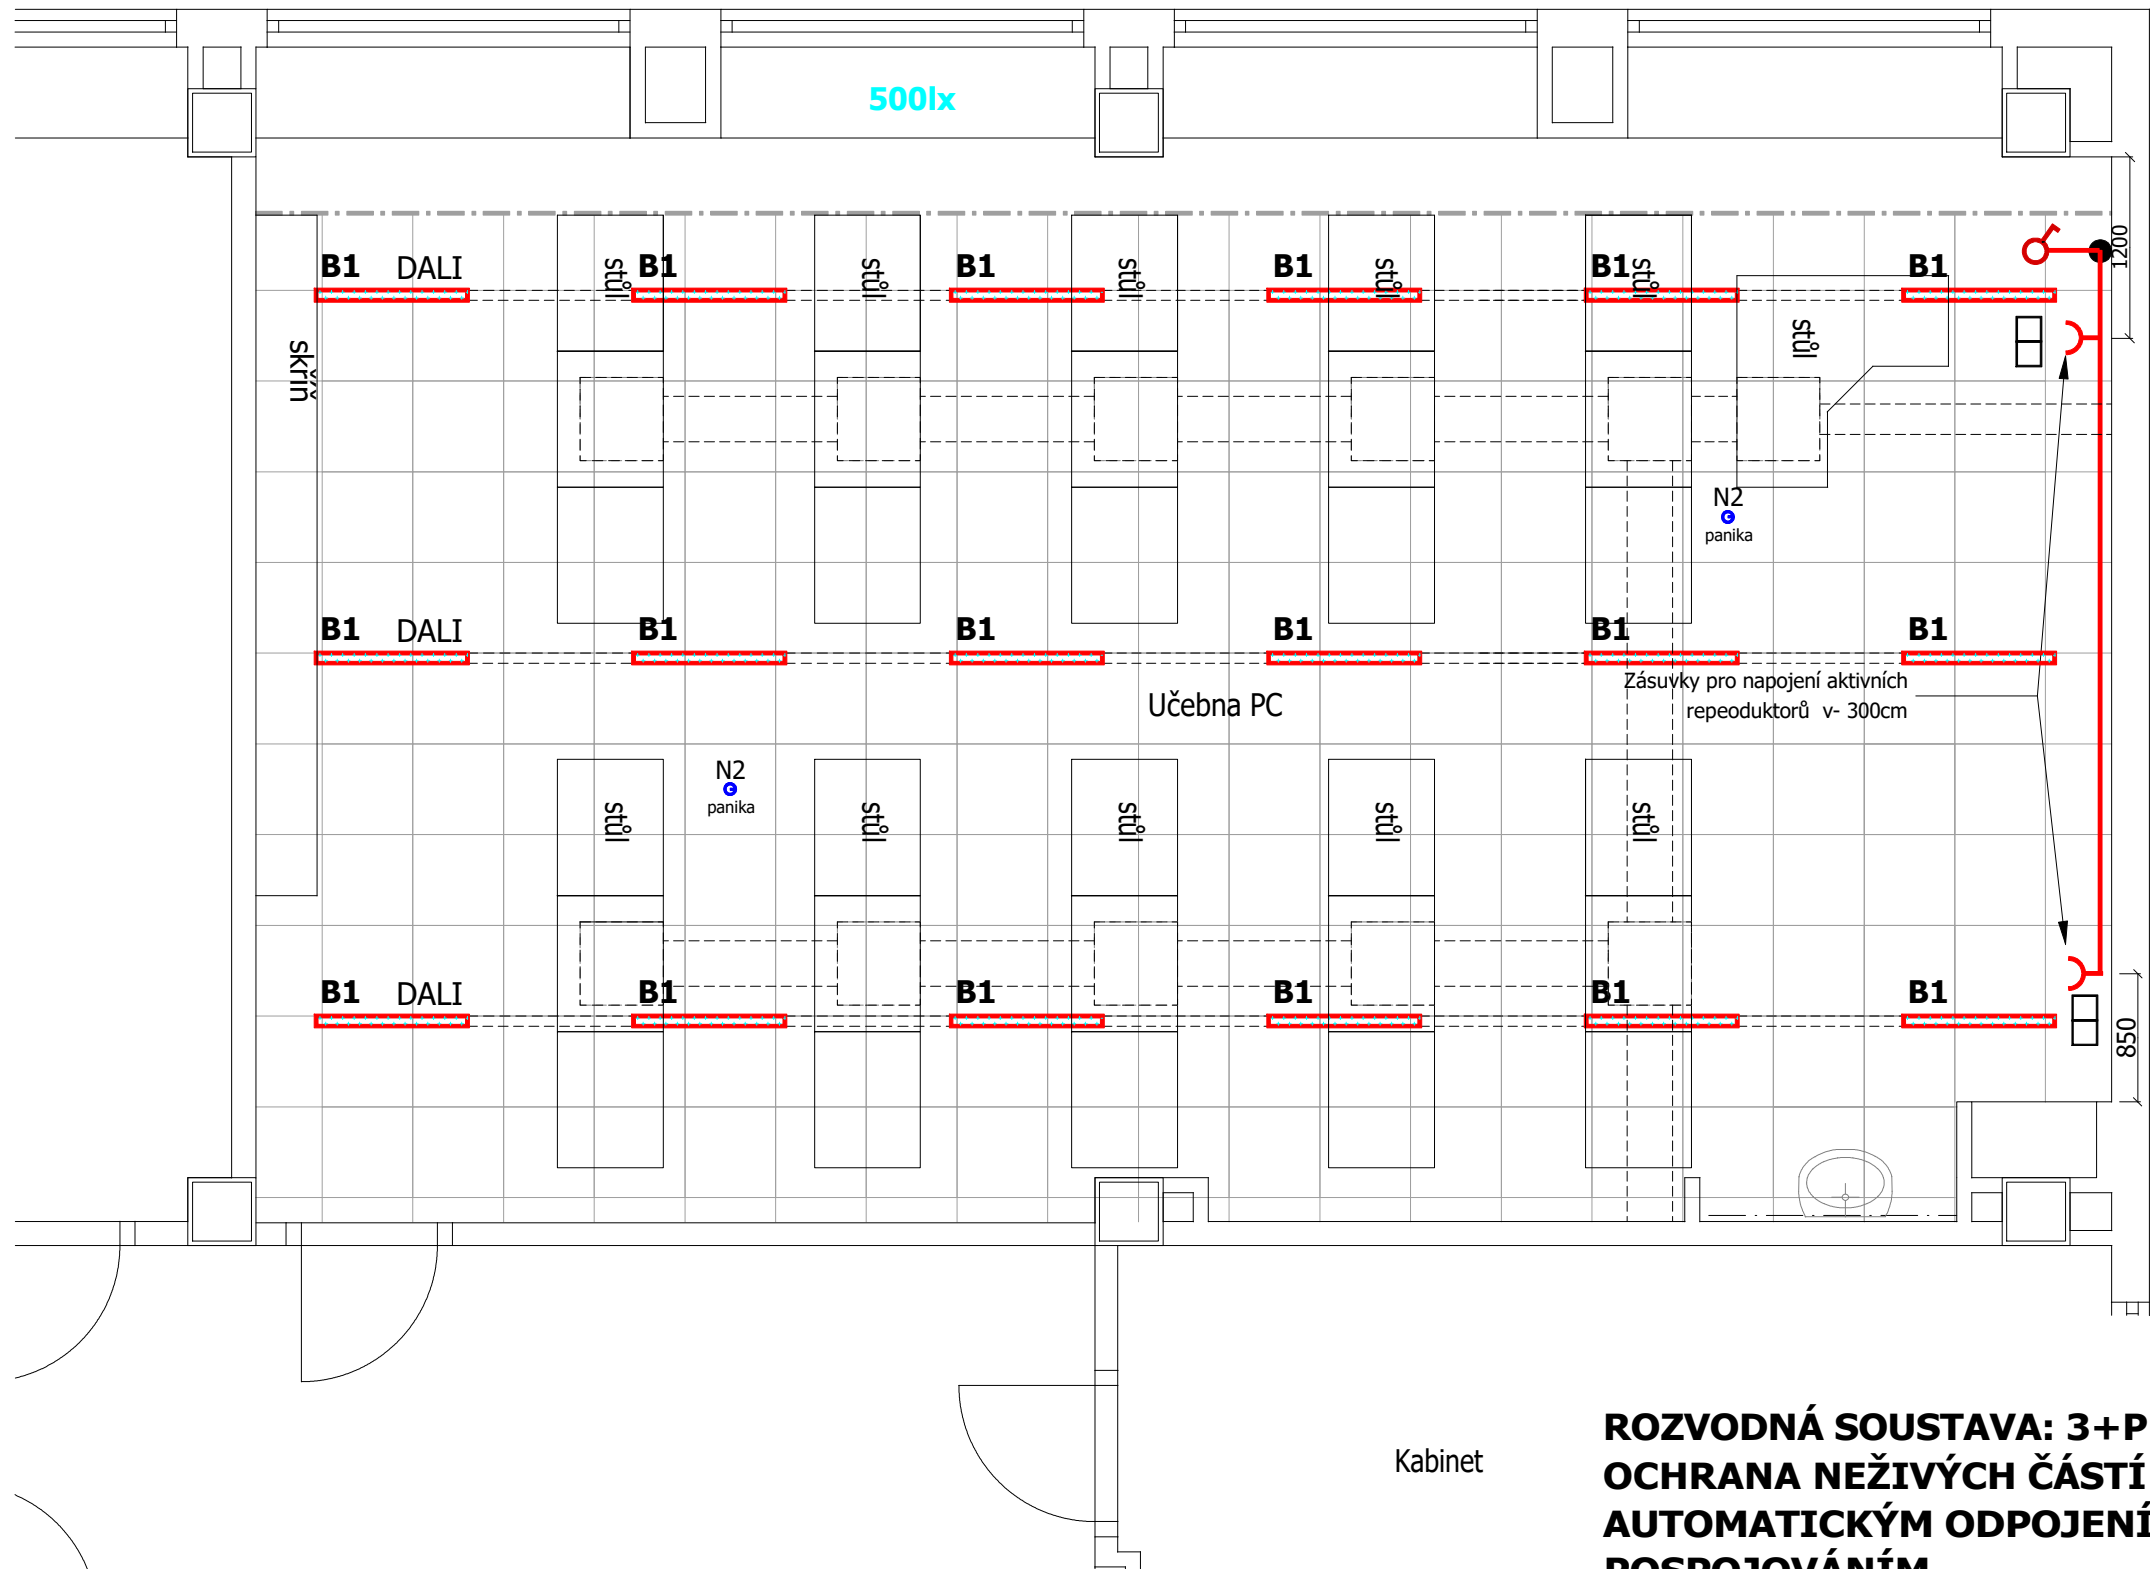 500lx
1200
B1 DALI stůl B1 stůl B1 stůl B1 stůl B1 stůl B1
stůl
skříň
N2
panika
B1 DALI B1 B1 B1 B1 B1
Zásuvky pro napojení aktivních
repeoduktorů v- 300cm
Učebna PC
N2
panika
stůl stůl stůl stůl stůl
B1 DALI B1 B1 B1 B1 B1
850
ROZVODNÁ SOUSTAVA: 3+P
Kabinet
OCHRANA NEŽIVÝCH ČÁSTÍ
AUTOMATICKÝM ODPOJENÍ
POSPOJOVÁNÍM